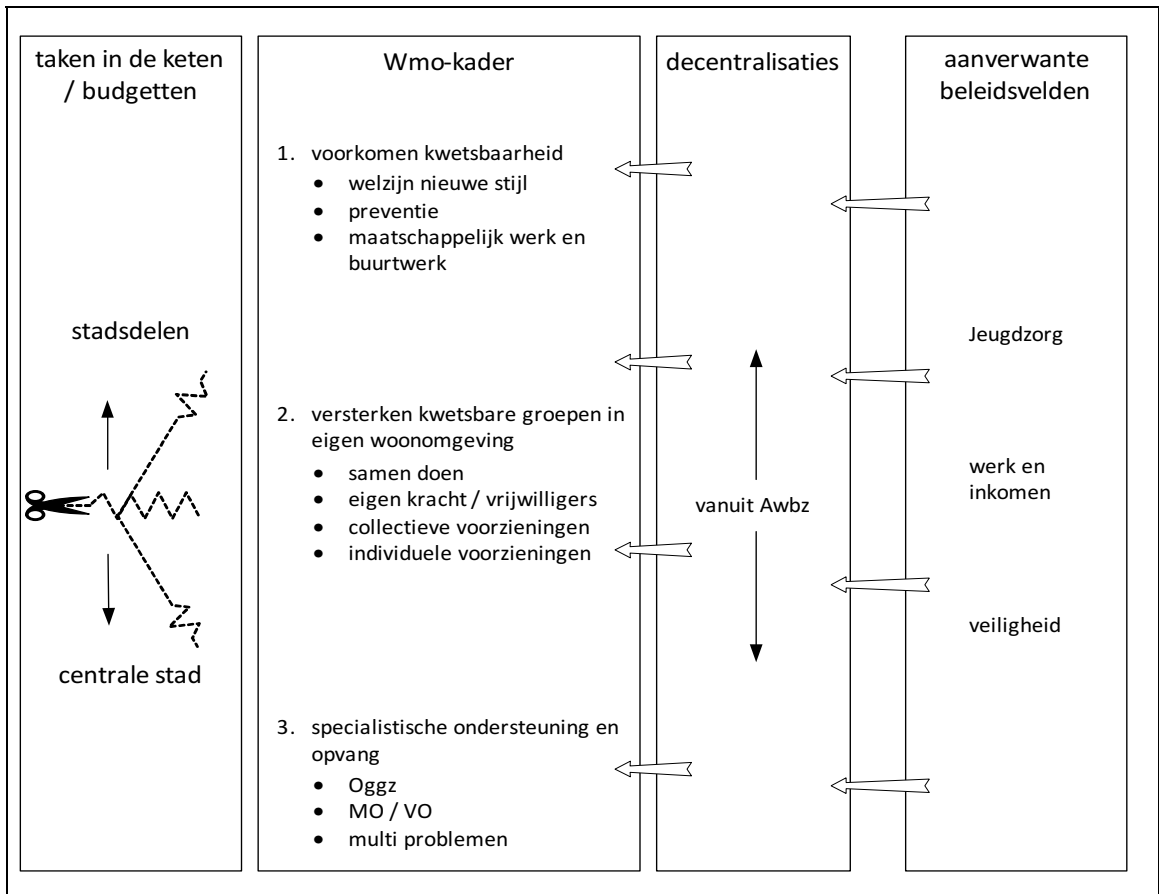 taken in de keten
/ budgetten
stadsdelen
centrale stad
Wmo-kader
1. voorkomen kwetsbaarheid
• welzijn nieuwe stijl
• preventie
• maatschappelijk werk en
buurtwerk
2. versterken kwetsbare groepen in
eigen woonomgeving
• samen doen
• eigen kracht / vrijwilligers
• collectieve voorzieningen
• individuele voorzieningen
3. specialistische ondersteuning en
opvang
• Oggz
• MO / VO
• multi problemen
decentralisaties
vanuit Awbz
aanverwante
beleidsvelden
Jeugdzorg
werk en
inkomen
veiligheid